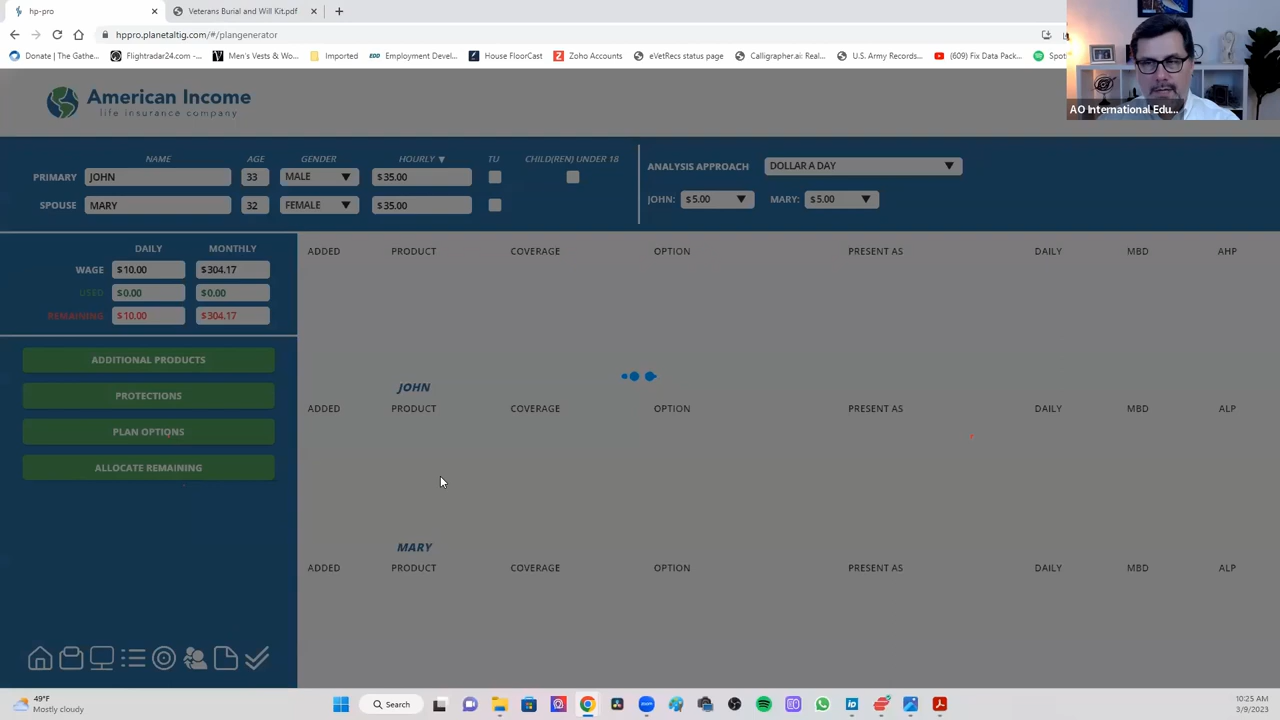 hp-pro
Veterans Burial and Will Kit.pdf
hppro.planetaltig.com/#/plangenerator
Donate | The Gathe...
Flightradar24.com -...
Men's Vests & Wo...
Imported
EDD Employment Devel...
House FloorCast
Zoho Accounts
eVetRecs status page
Calligrapher.ai: Real...
U.S. Army Records...
(609) Fix Data Pack...
Spoti
AO International Edu...
American Income
life insurance company
NAME AGE GENDER HOURLY ▼ TU CHILD(REN) UNDER 18
PRIMARY JOHN 33 MALE $35.00
SPOUSE MARY 32 FEMALE $35.00
ANALYSIS APPROACH DOLLAR A DAY
JOHN: $5.00 MARY: $5.00
DAILY MONTHLY
WAGE $10.00 $304.17
USED $0.00 $0.00
REMAINING $10.00 $304.17
ADDITIONAL PRODUCTS
PROTECTIONS
PLAN OPTIONS
ALLOCATE REMAINING
ADDED PRODUCT COVERAGE OPTION PRESENT AS DAILY MBD AHP
JOHN
ADDED PRODUCT COVERAGE OPTION PRESENT AS DAILY MBD ALP
MARY
ADDED PRODUCT COVERAGE OPTION PRESENT AS DAILY MBD ALP
49°F
Mostly cloudy
Search
10:25 AM
3/9/2023